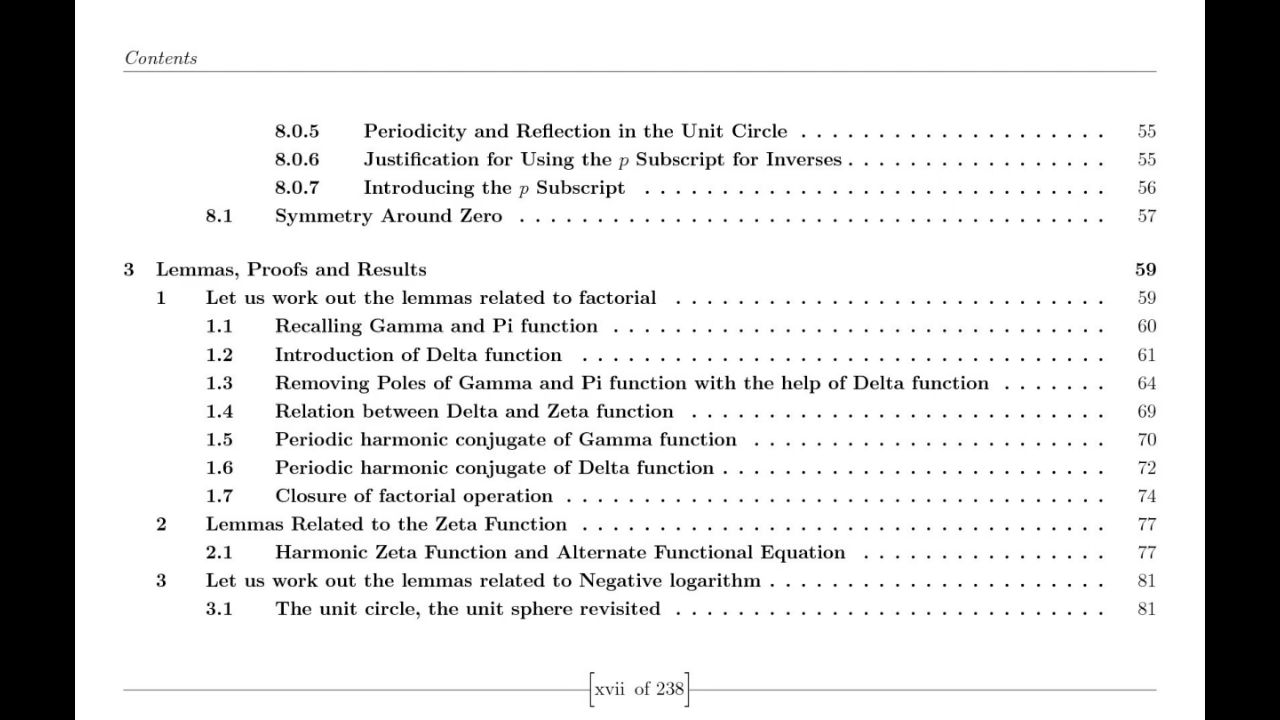 Contents
8.0.5 Periodicity and Reflection in the Unit Circle . . . . . . . . . . . . . . . . . . . . 55
8.0.6 Justification for Using the p Subscript for Inverses . . . . . . . . . . . . . . . . . 55
8.0.7 Introducing the p Subscript . . . . . . . . . . . . . . . . . . . . . . . . . . . . . . 56
8.1 Symmetry Around Zero . . . . . . . . . . . . . . . . . . . . . . . . . . . . . . . . . . . . . . 57
3 Lemmas, Proofs and Results 59
1 Let us work out the lemmas related to factorial . . . . . . . . . . . . . . . . . . . . . . . . . . . . 59
1.1 Recalling Gamma and Pi function . . . . . . . . . . . . . . . . . . . . . . . . . . . . . . . . 60
1.2 Introduction of Delta function . . . . . . . . . . . . . . . . . . . . . . . . . . . . . . . . . . 61
1.3 Removing Poles of Gamma and Pi function with the help of Delta function . . . . . . . 64
1.4 Relation between Delta and Zeta function . . . . . . . . . . . . . . . . . . . . . . . . . . . 69
1.5 Periodic harmonic conjugate of Gamma function . . . . . . . . . . . . . . . . . . . . . . . 70
1.6 Periodic harmonic conjugate of Delta function . . . . . . . . . . . . . . . . . . . . . . . . . 72
1.7 Closure of factorial operation . . . . . . . . . . . . . . . . . . . . . . . . . . . . . . . . . . . 74
2 Lemmas Related to the Zeta Function . . . . . . . . . . . . . . . . . . . . . . . . . . . . . . . . . . 77
2.1 Harmonic Zeta Function and Alternate Functional Equation . . . . . . . . . . . . . . . . 77
3 Let us work out the lemmas related to Negative logarithm . . . . . . . . . . . . . . . . . . . . . . 81
3.1 The unit circle, the unit sphere revisited . . . . . . . . . . . . . . . . . . . . . . . . . . . . 81
[xvii of 238]